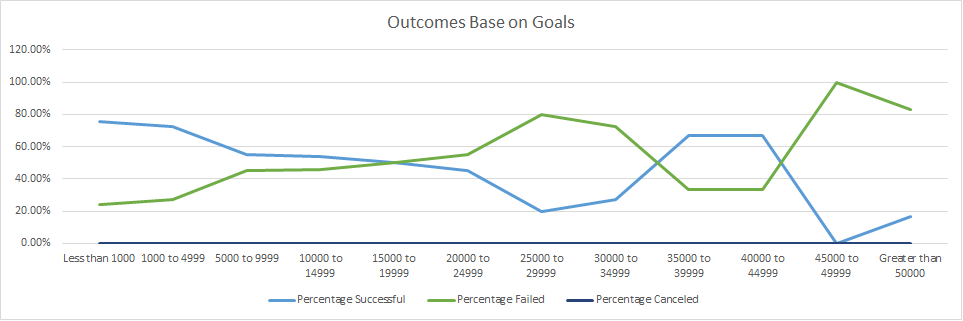 Outcomes Base on Goals
120.00%
100.00%
80.00%
60.00%
40.00%
20.00%
0.00%
Less than 1000 1000 to 4999 5000 to 9999 10000 to 15000 to 20000 to 25000 to 30000 to 35000 to 40000 to 45000 to Greater than
14999 19999 24999 29999 34999 39999 44999 49999 50000
Percentage Successful Percentage Failed Percentage Canceled